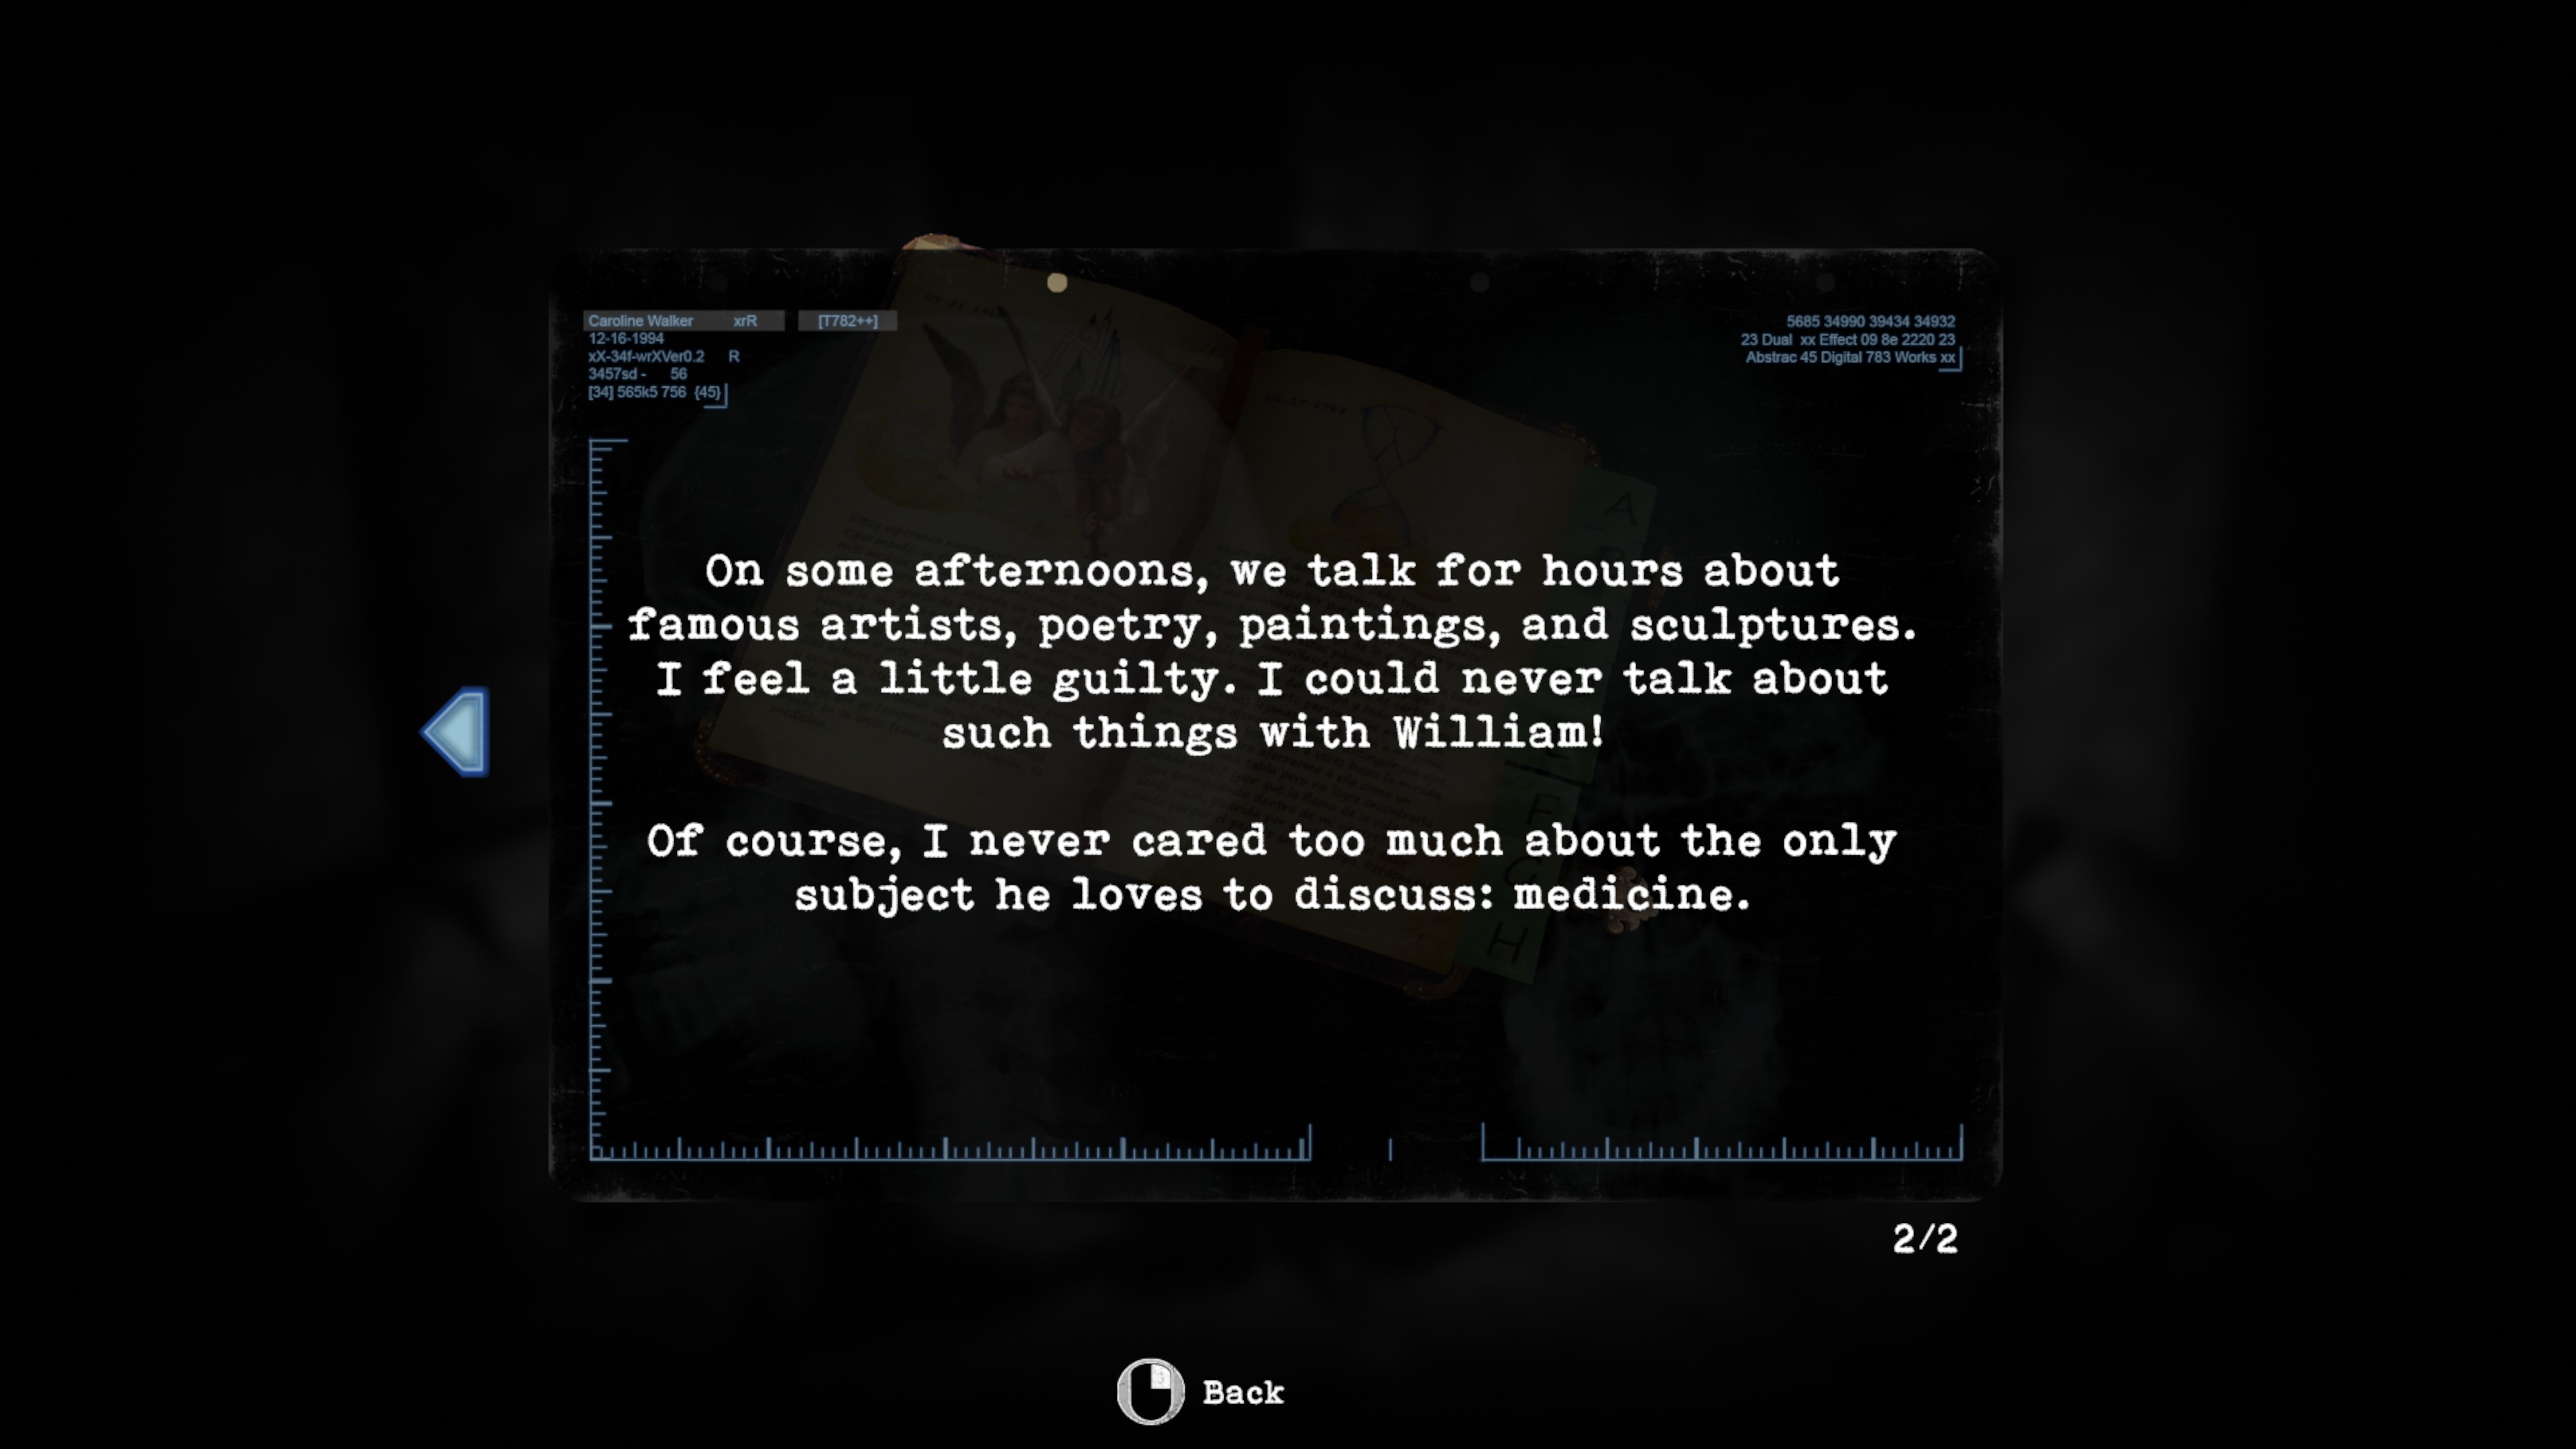 Caroline Walker xrR [T782++]
12-16-1994
xX-34f-wrXVer0.2 R
3457sd - 56
[34] 565k5 756 {45}
5685 34990 39434 34932
23 Dual xx Effect 09 8e 2220 23
Abstrac 45 Digital 783 Works xx
On some afternoons, we talk for hours about
famous artists, poetry, paintings, and sculptures.
I feel a little guilty. I could never talk about
such things with William!
Of course, I never cared too much about the only
subject he loves to discuss: medicine.
A
F
G
H
2/2
Back